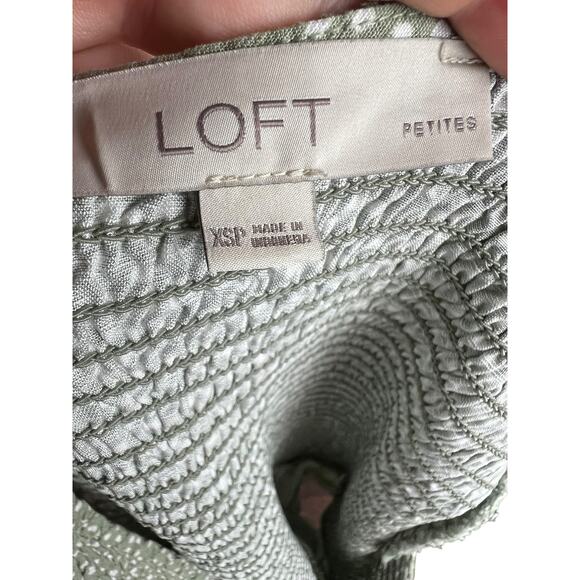 LOFT
PETITES
XSP
MADE IN
INDONESIA